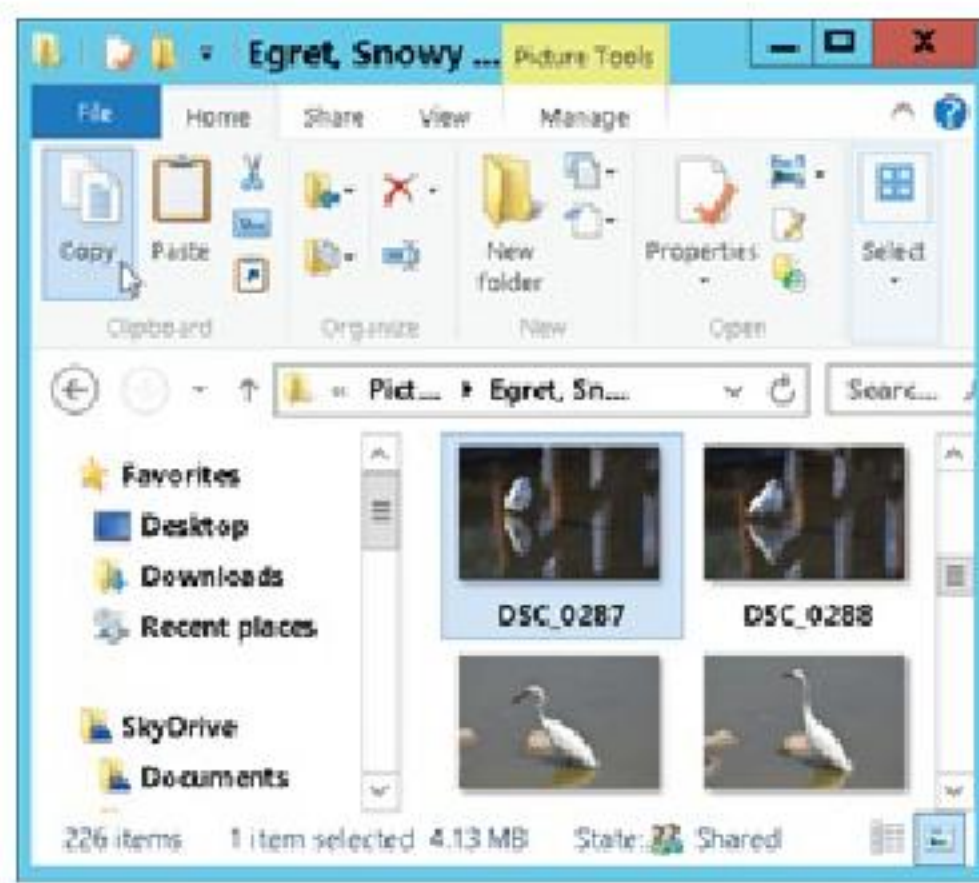 Egret, Snowy ... Picture Tools
File Home Share View Manage
Copy Paste New folder Properties Select
Clipboard Organize New Open
Pict... Egret, Sn... Searc...
Favorites
Desktop
Downloads
Recent places
DSC_0287 DSC_0288
SkyDrive
Documents
226 items 1 item selected 4.13 MB State: Shared